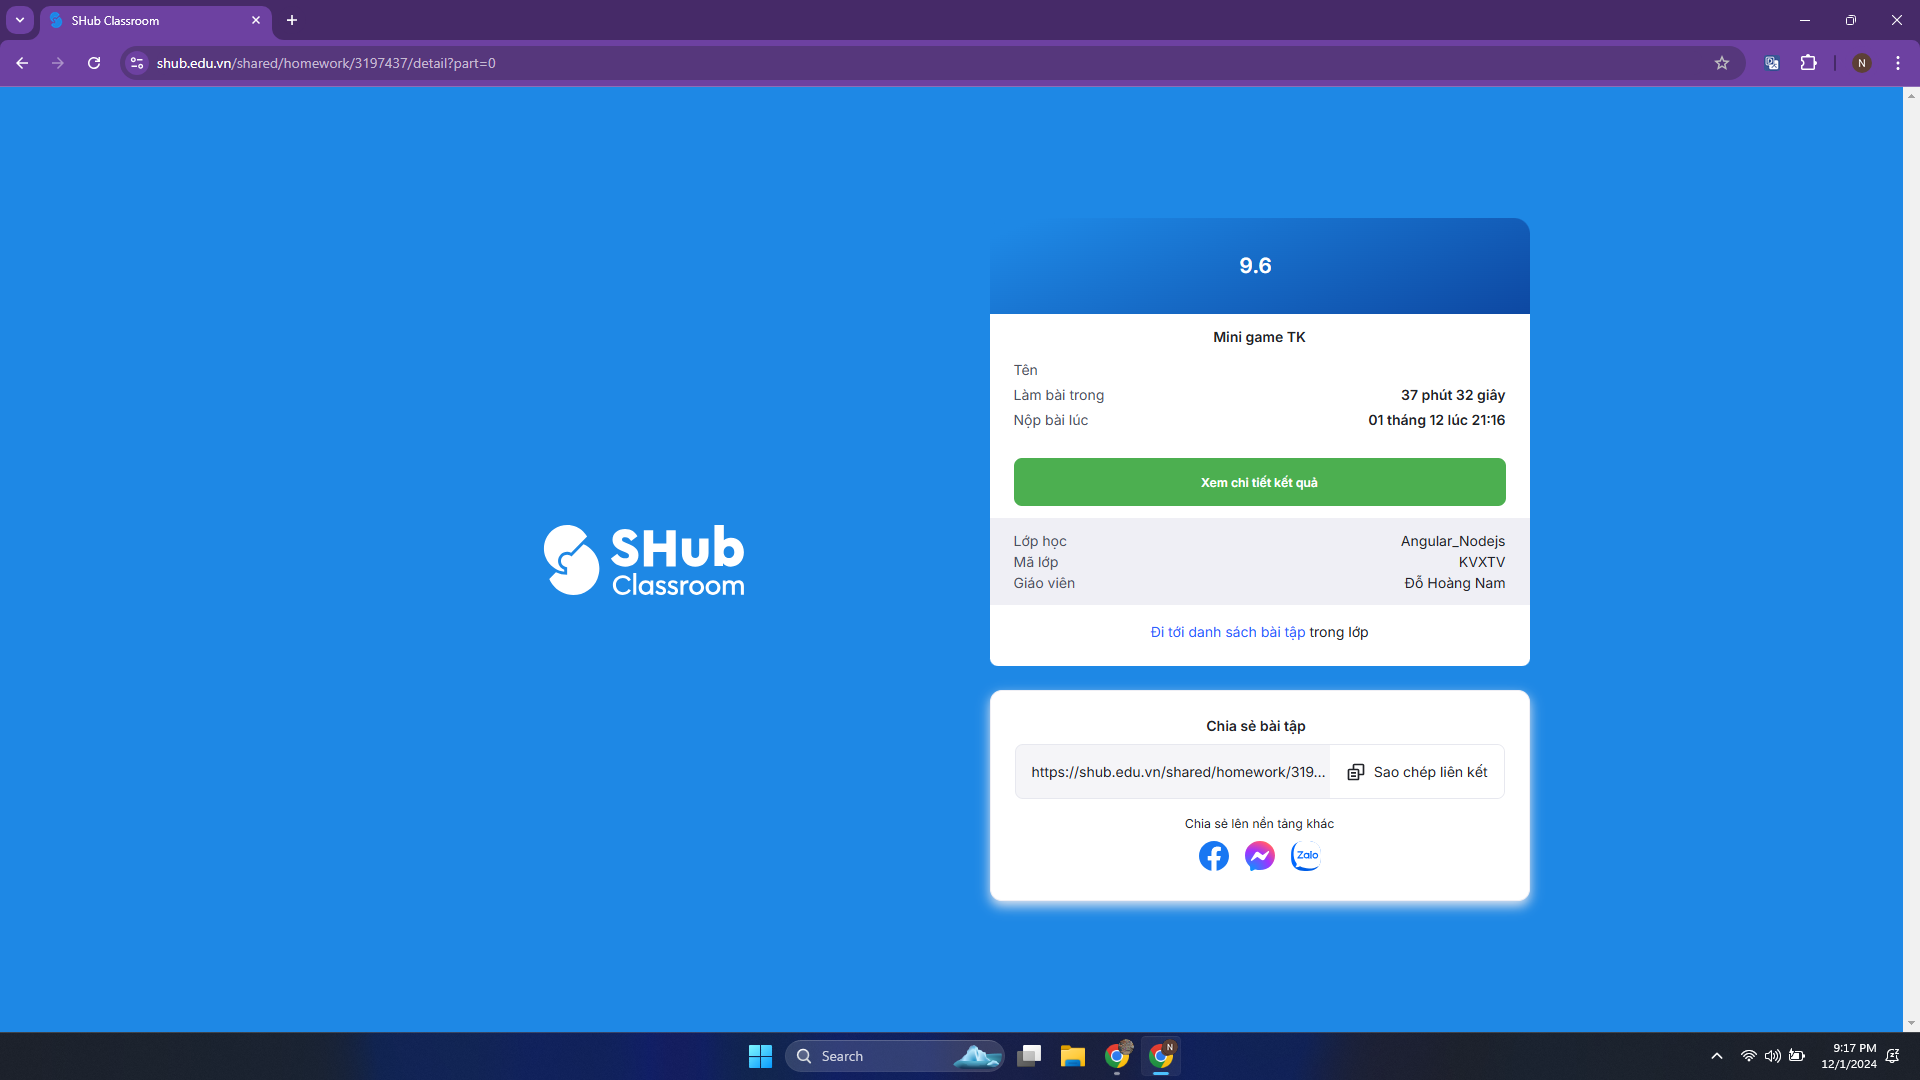 SHub Classroom
shub.edu.vn/shared/homework/3197437/detail?part=0
N
9.6
Mini game TK
Tên
Làm bài trong 37 phút 32 giây
Nộp bài lúc 01 tháng 12 lúc 21:16
Xem chi tiết kết quả
Lớp học Angular_Nodejs
Mã lớp KVXTV
Giáo viên Đỗ Hoàng Nam
Đi tới danh sách bài tập trong lớp
SHub
Classroom
Chia sẻ bài tập
https://shub.edu.vn/shared/homework/319... Sao chép liên kết
Chia sẻ lên nền tảng khác
Zalo
Search
N
9:17 PM
12/1/2024